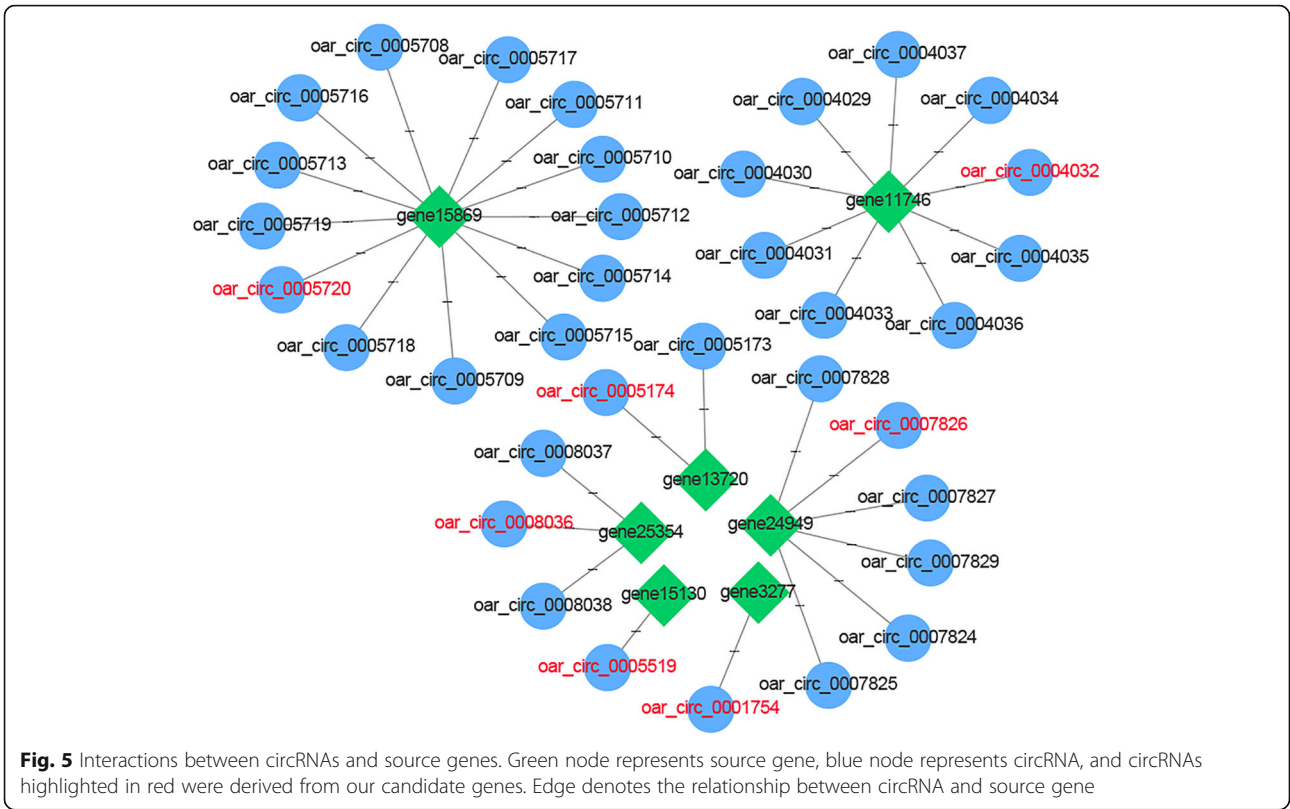 oar_circ_0005708
oar_circ_0005717
oar_circ_0005716
oar_circ_0005711
oar_circ_0005713
oar_circ_0005710
oar_circ_0005719
gene15869
oar_circ_0005712
oar_circ_0005720
oar_circ_0005714
oar_circ_0005718
oar_circ_0005715
oar_circ_0005709
oar_circ_0004037
oar_circ_0004029
oar_circ_0004034
oar_circ_0004030
oar_circ_0004032
gene11746
oar_circ_0004031
oar_circ_0004035
oar_circ_0004033
oar_circ_0004036
oar_circ_0005173
oar_circ_0005174
gene13720
oar_circ_0007828
oar_circ_0007826
oar_circ_0007827
gene24949
oar_circ_0007829
oar_circ_0007824
oar_circ_0007825
oar_circ_0008037
oar_circ_0008036
gene25354
oar_circ_0008038
gene15130
oar_circ_0005519
gene3277
oar_circ_0001754
Fig. 5 Interactions between circRNAs and source genes. Green node represents source gene, blue node represents circRNA, and circRNAs
highlighted in red were derived from our candidate genes. Edge denotes the relationship between circRNA and source gene